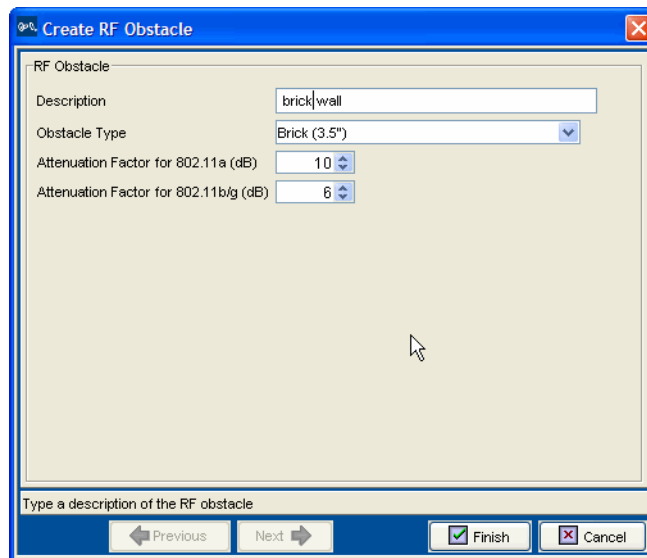 Create RF Obstacle
RF Obstacle
Description brick wall
Obstacle Type Brick (3.5")
Attenuation Factor for 802.11a (dB) 10
Attenuation Factor for 802.11b/g (dB) 6
Type a description of the RF obstacle
Previous Next Finish Cancel